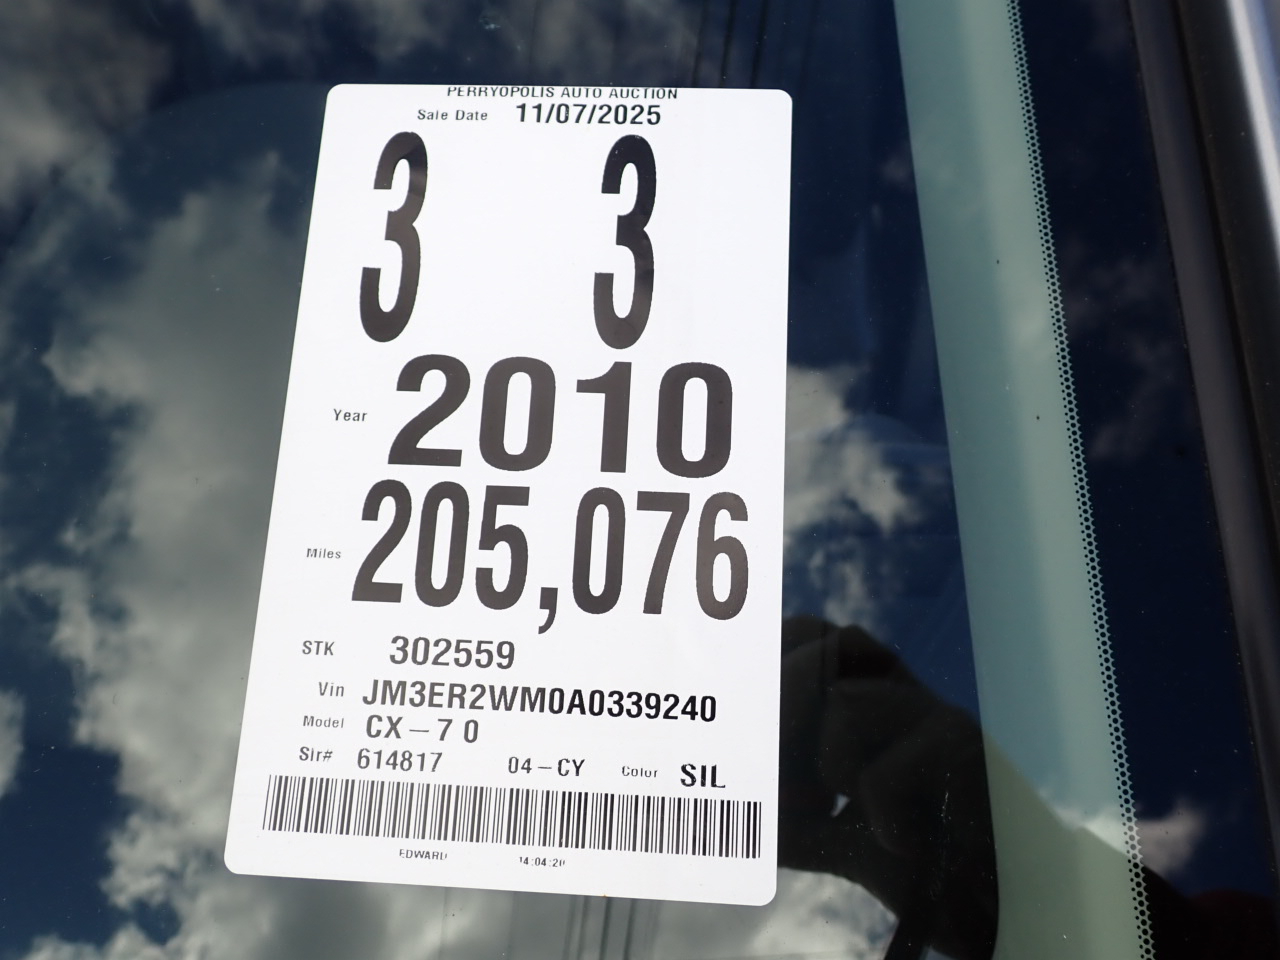 PERRYOPOLIS AUTO AUCTION
Sale Date 11/07/2025
3 3
Year 2010
Miles 205,076
STK 302559
Vin JM3ER2WM0A0339240
Model CX-70
Slr# 614817 04-CY Color SIL
EDWARD 14:04:20